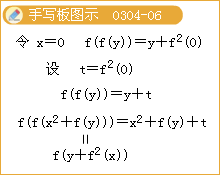 手写板图示 0304-06
令 x=0 f(f(y))=y+f²(0)
设 t=f²(0)
f(f(y))=y+t
f(f(x²+f(y)))=x²+f(y)+t
=
f(y+f²(x))